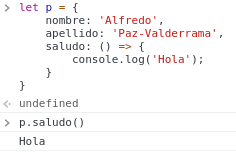 > let p = {
    nombre: 'Alfredo',
    apellido: 'Paz-Valderrama',
    saludo: () => {
        console.log('Hola');
    }
}
< undefined
> p.saludo()
Hola